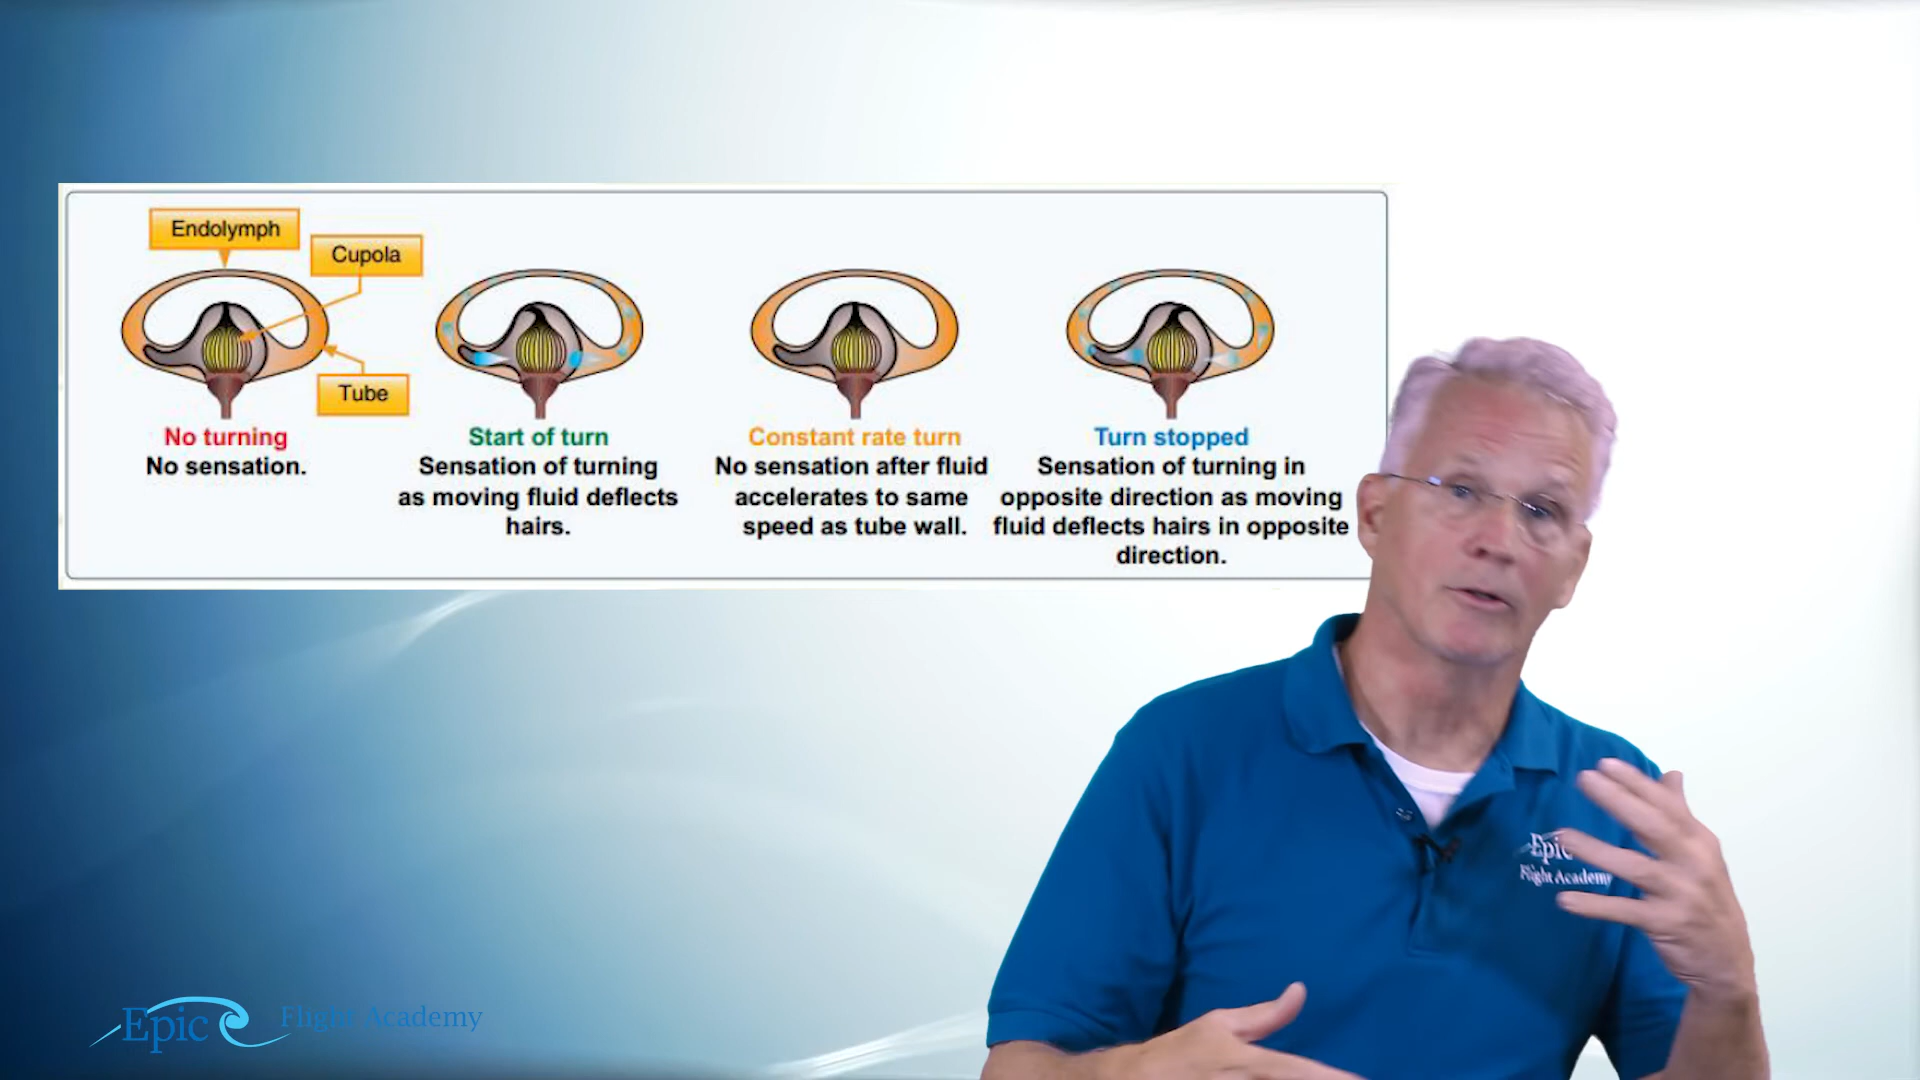 Endolymph
Cupola
Tube
No turning
No sensation.
Start of turn
Sensation of turning
as moving fluid deflects
hairs.
Constant rate turn
No sensation after fluid
accelerates to same
speed as tube wall.
Turn stopped
Sensation of turning in
opposite direction as moving
fluid deflects hairs in opposite
direction.
Epic
Flight Academy
Epic Flight Academy